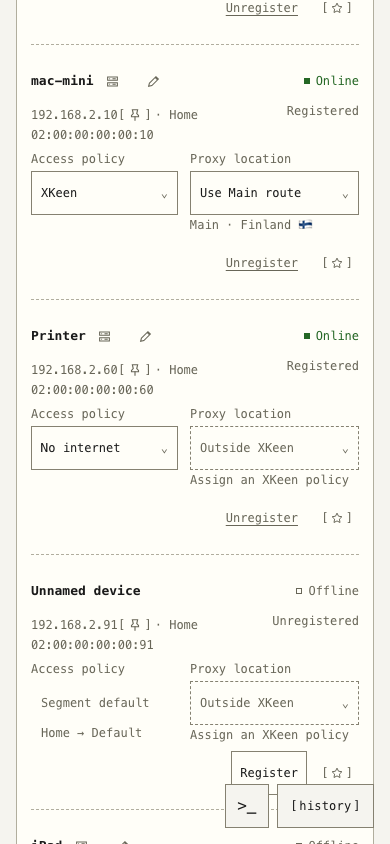 Unregister [ ]
mac-mini Online
192.168.2.10[ ] · Home Registered
02:00:00:00:00:10
Access policy Proxy location
XKeen Use Main route
Main · Finland 🇫🇮
Unregister [ ]
Printer Online
192.168.2.60[ ] · Home Registered
02:00:00:00:00:60
Access policy Proxy location
No internet Outside XKeen
Assign an XKeen policy
Unregister [ ]
Unnamed device Offline
192.168.2.91[ ] · Home Unregistered
02:00:00:00:00:91
Access policy Proxy location
Segment default Outside XKeen
Home → Default Assign an XKeen policy
Register [ ]
>_ [history]
iPad Offline